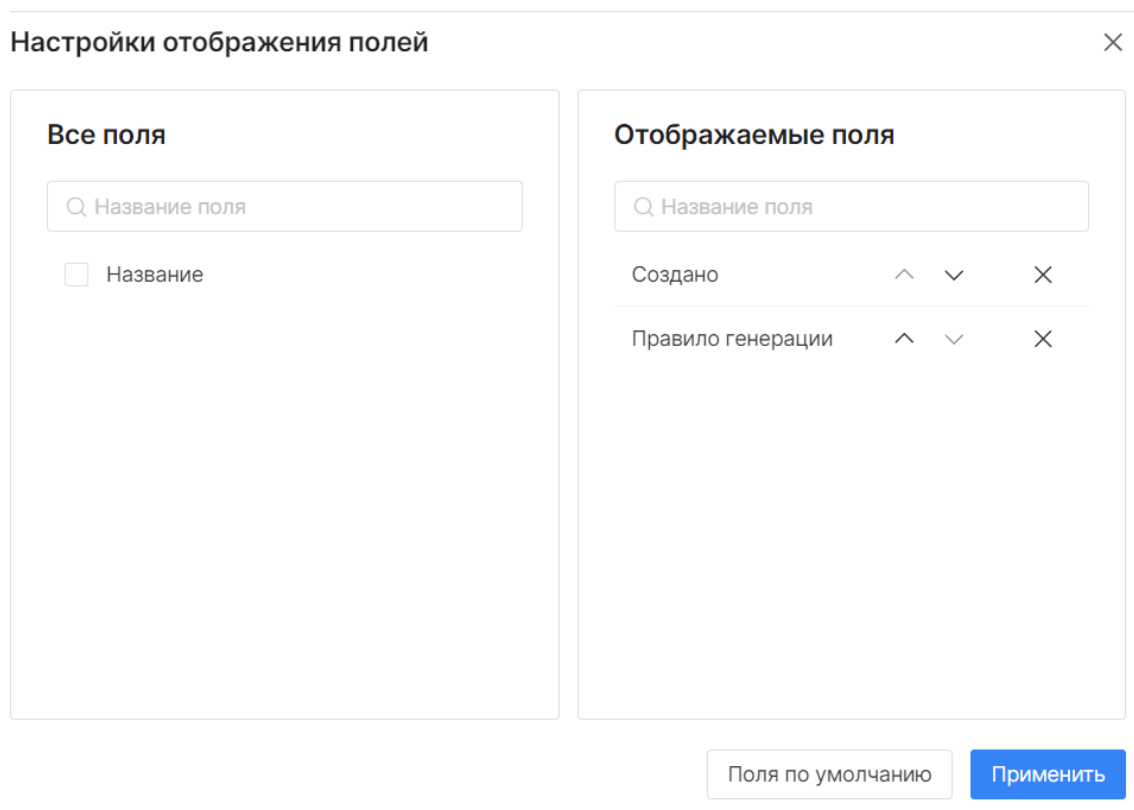 Настройки отображения полей
Все поля
Название поля
Название
Отображаемые поля
Название поля
Создано
Правило генерации
Поля по умолчанию
Применить